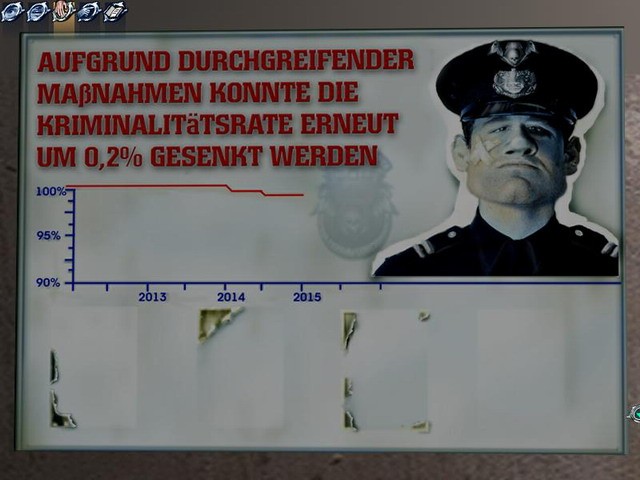 AUFGRUND DURCHGREIFENDER
MAßNAHMEN KONNTE DIE
KRIMINALITäTSRATE ERNEUT
UM 0,2% GESENKT WERDEN
100%
95%
90%
2013 2014 2015